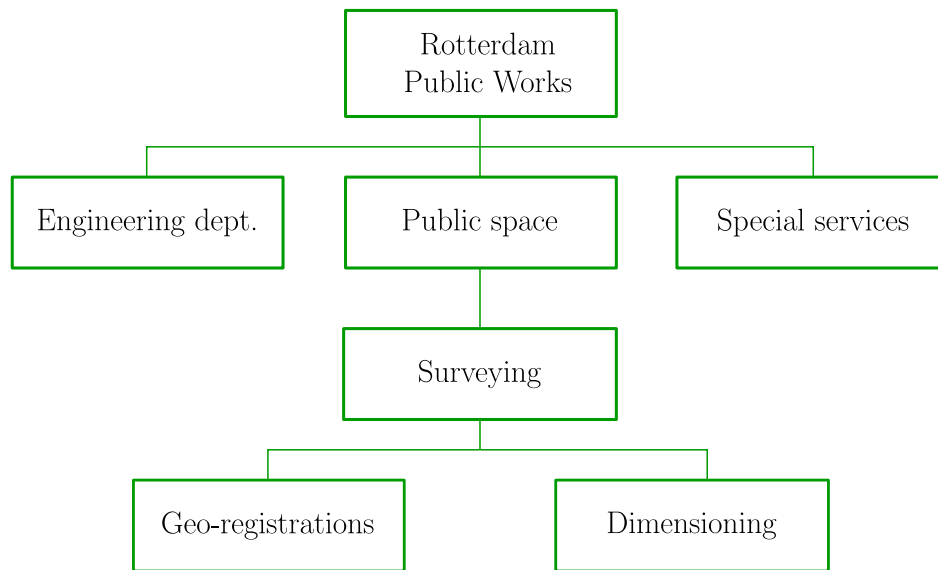 Rotterdam
Public Works
Engineering dept.
Public space
Special services
Surveying
Geo-registrations
Dimensioning